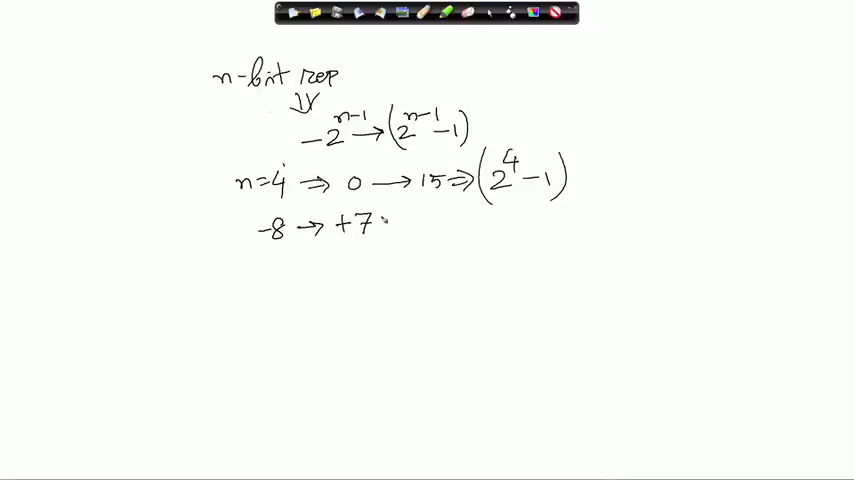 n-bit rep
⇓
-2^{n-1} → (2^{n-1} - 1)
n=4 ⇒ 0 → 15 ⇒ (2^4 - 1)
-8 → +7